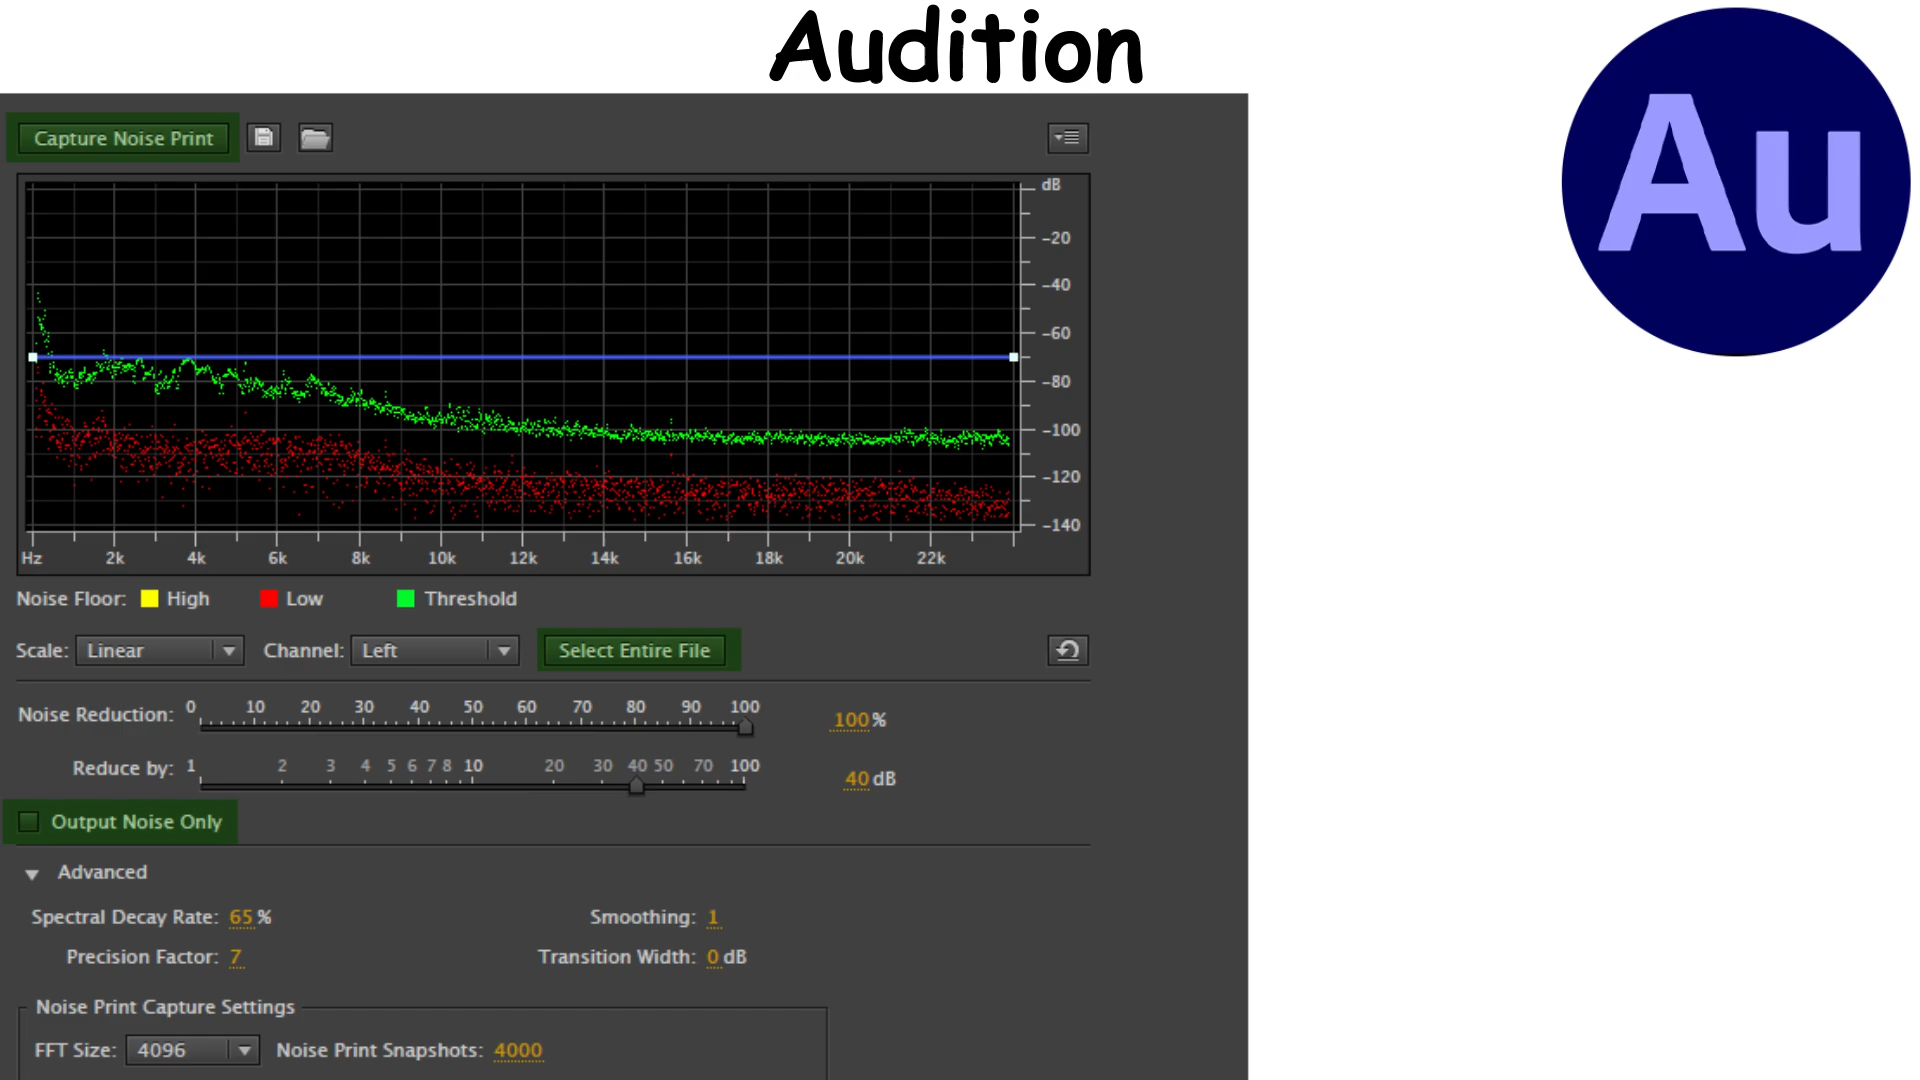 Audition
Au
Capture Noise Print
dB
-20
-40
-60
-80
-100
-120
-140
Hz 2k 4k 6k 8k 10k 12k 14k 16k 18k 20k 22k
Noise Floor: High Low Threshold
Scale: Linear Channel: Left Select Entire File
Noise Reduction: 0 10 20 30 40 50 60 70 80 90 100 100 %
Reduce by: 1 2 3 4 5 6 7 8 10 20 30 40 50 70 100 40 dB
Output Noise Only
Advanced
Spectral Decay Rate: 65 % Smoothing: 1
Precision Factor: 7 Transition Width: 0 dB
Noise Print Capture Settings
FFT Size: 4096 Noise Print Snapshots: 4000